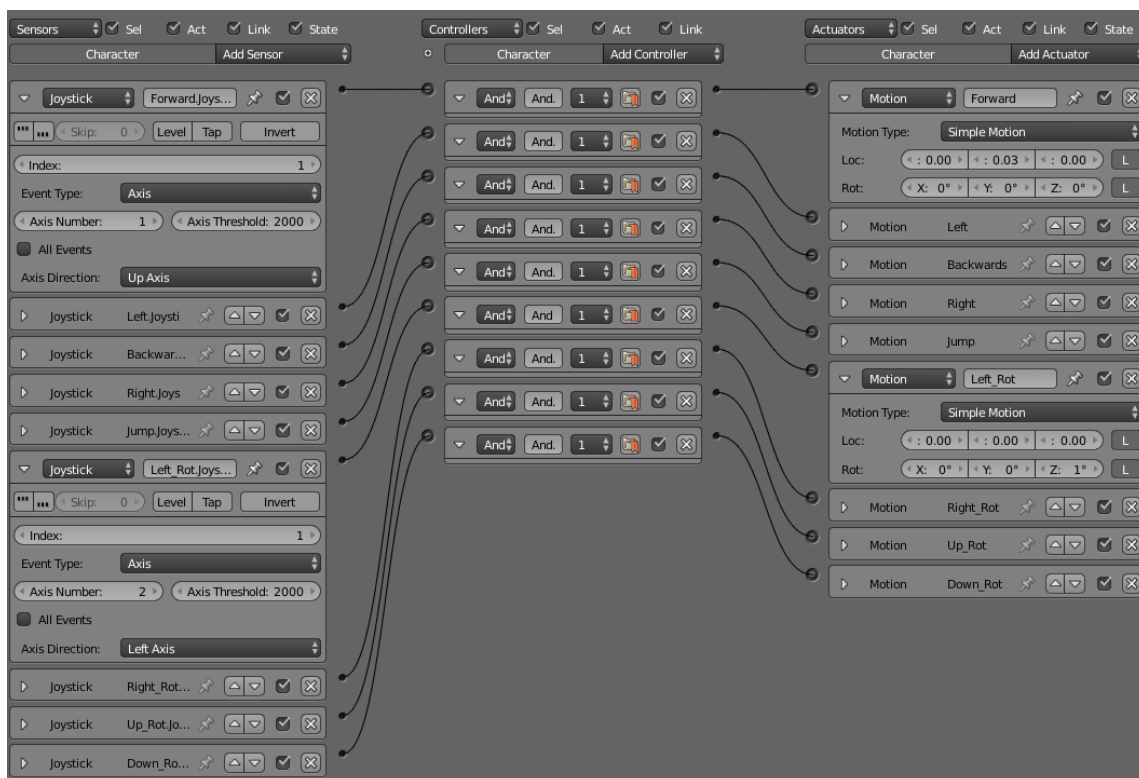 Sensors Sel Act Link State
Character Add Sensor
Joystick Forward.Joys...
Skip: 0 Level Tap Invert
Index: 1
Event Type: Axis
Axis Number: 1 Axis Threshold: 2000
All Events
Axis Direction: Up Axis
Joystick Left.Joysti
Joystick Backwar...
Joystick Right.Joys
Joystick Jump.Joys...
Joystick Left_Rot.Joys...
Skip: 0 Level Tap Invert
Index: 1
Event Type: Axis
Axis Number: 2 Axis Threshold: 2000
All Events
Axis Direction: Left Axis
Joystick Right_Rot...
Joystick Up_Rot.Jo...
Joystick Down_Ro...
Controllers Sel Act Link
Character Add Controller
And And. 1
And And. 1
And And. 1
And And. 1
And And. 1
And And 1
And And. 1
And And. 1
And And. 1
Actuators Sel Act Link State
Character Add Actuator
Motion Forward
Motion Type: Simple Motion
Loc: : 0.00 : 0.03 : 0.00 L
Rot: X: 0° Y: 0° Z: 0° L
Motion Left
Motion Backwards
Motion Right
Motion Jump
Motion Left_Rot
Motion Type: Simple Motion
Loc: : 0.00 : 0.00 : 0.00 L
Rot: X: 0° Y: 0° Z: 1° L
Motion Right_Rot
Motion Up_Rot
Motion Down_Rot